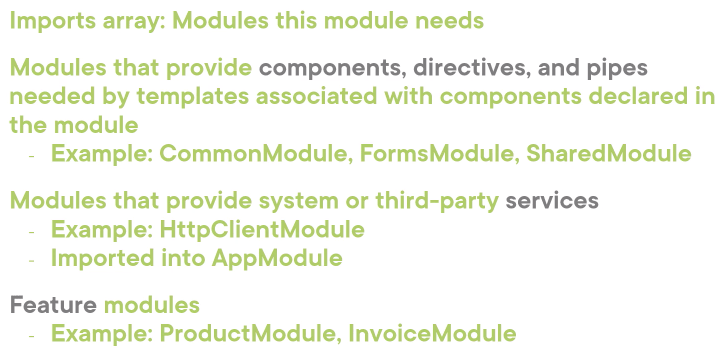 Imports array: Modules this module needs
Modules that provide components, directives, and pipes
needed by templates associated with components declared in
the module
- Example: CommonModule, FormsModule, SharedModule
Modules that provide system or third-party services
- Example: HttpClientModule
- Imported into AppModule
Feature modules
- Example: ProductModule, InvoiceModule